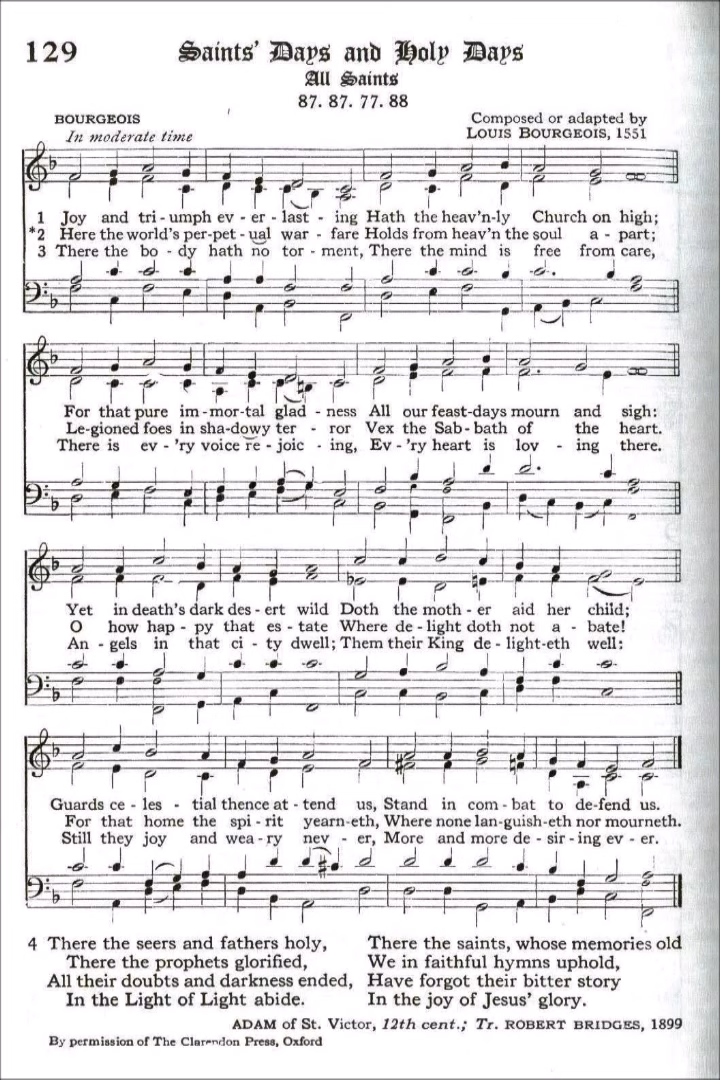 129 Saints' Days and Holy Days
All Saints
87. 87. 77. 88
BOURGEOIS Composed or adapted by
In moderate time LOUIS BOURGEOIS, 1551
1 Joy and tri - umph ev - er - last - ing Hath the heav'n-ly Church on high;
*2 Here the world's per-pet - ual war - fare Holds from heav'n the soul a - part;
3 There the bo - dy hath no tor - ment, There the mind is free from care,
For that pure im - mor-tal glad - ness All our feast-days mourn and sigh:
Le-gioned foes in sha-dowy ter - ror Vex the Sab - bath of the heart.
There is ev - 'ry voice re - joic - ing, Ev - 'ry heart is lov - ing there.
Yet in death's dark des - ert wild Doth the moth - er aid her child;
O how hap - py that es - tate Where de - light doth not a - bate!
An - gels in that ci - ty dwell; Them their King de - light-eth well:
Guards ce - les - tial thence at - tend us, Stand in com - bat to de-fend us.
For that home the spi - rit yearn-eth, Where none lan-guish-eth nor mourneth.
Still they joy and wea - ry nev - er, More and more de - sir - ing ev - er.
4 There the seers and fathers holy, There the saints, whose memories old
There the prophets glorified, We in faithful hymns uphold,
All their doubts and darkness ended, Have forgot their bitter story
In the Light of Light abide. In the joy of Jesus' glory.
ADAM of St. Victor, 12th cent.; Tr. ROBERT BRIDGES, 1899
By permission of The Clarendon Press, Oxford